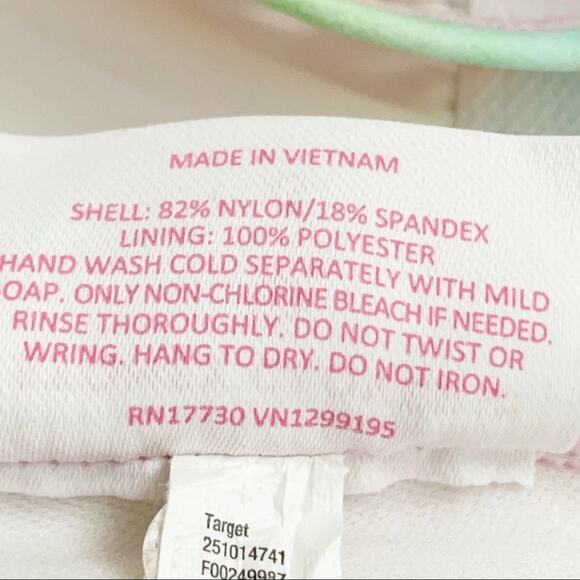 MADE IN VIETNAM
SHELL: 82% NYLON/18% SPANDEX
LINING: 100% POLYESTER
HAND WASH COLD SEPARATELY WITH MILD
OAP. ONLY NON-CHLORINE BLEACH IF NEEDED.
RINSE THOROUGHLY. DO NOT TWIST OR
WRING. HANG TO DRY. DO NOT IRON.
RN17730 VN1299195
Target
251014741
F00249987